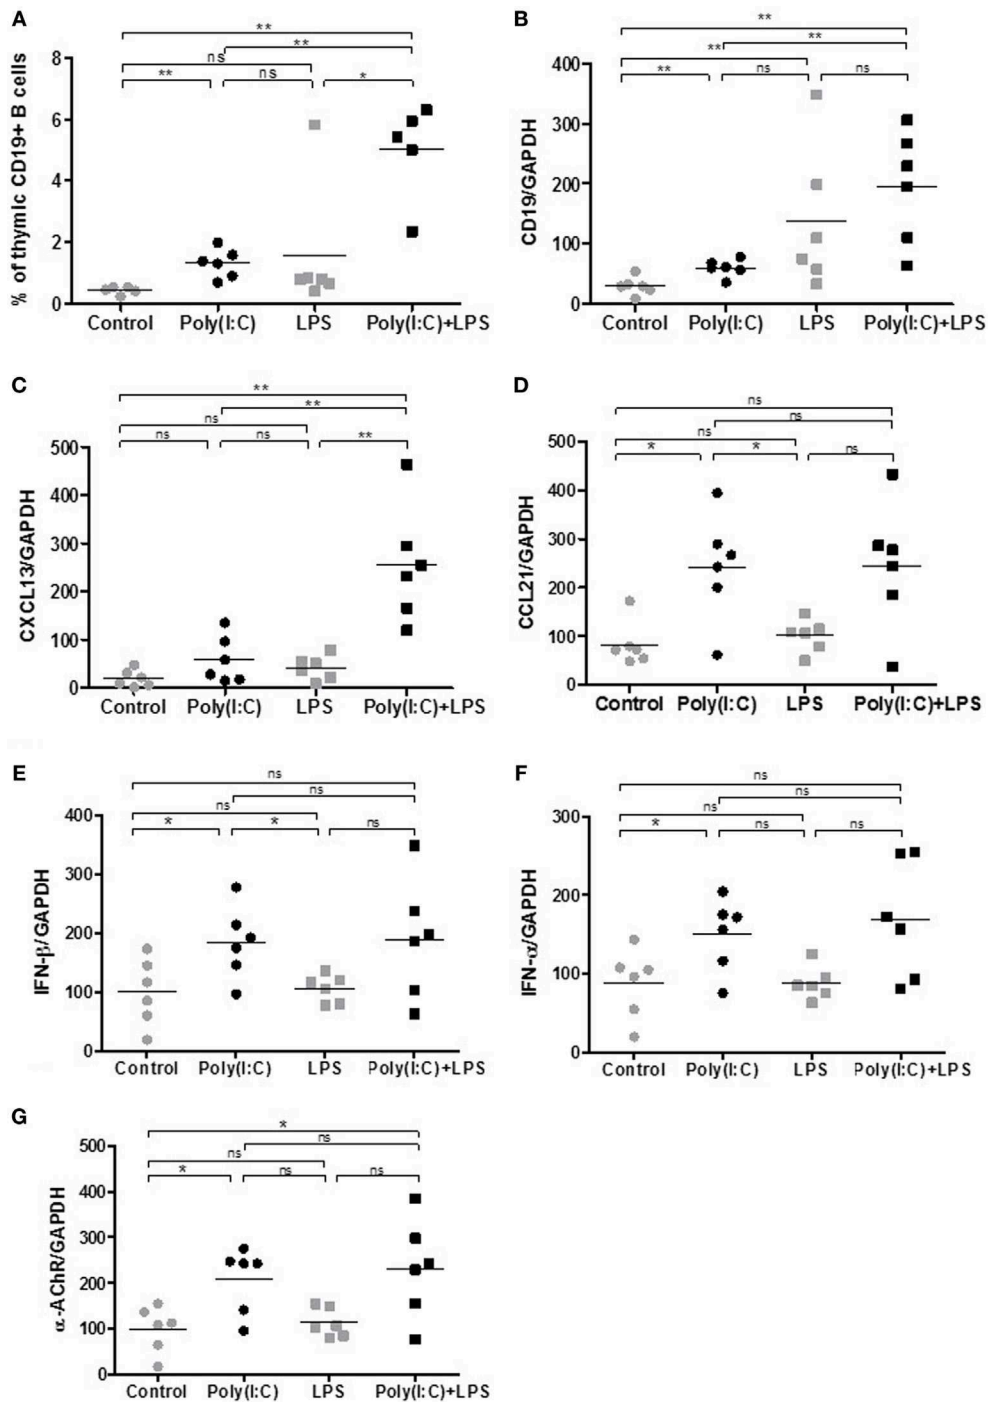 A
**
**
ns
** ns *
% of thymic CD19+ B cells
8
6
4
2
0
Control Poly(I:C) LPS Poly(I:C)+LPS
B
**
**
**
** ns ns
CD19/GAPDH
400
300
200
100
0
Control Poly(I:C) LPS Poly(I:C)+LPS
C
**
**
ns
ns ns **
CXCL13/GAPDH
500
400
300
200
100
0
Control Poly(I:C) LPS Poly(I:C)+LPS
D
ns
ns
ns
* * ns
CCL21/GAPDH
500
400
300
200
100
0
Control Poly(I:C) LPS Poly(I:C)+LPS
E
ns
ns
ns
* * ns
IFN-β/GAPDH
400
300
200
100
0
Control Poly(I:C) LPS Poly(I:C)+LPS
F
ns
ns
ns
* ns ns
IFN-α/GAPDH
300
200
100
0
Control Poly(I:C) LPS Poly(I:C)+LPS
G
*
ns
ns
* ns ns
α-AChR/GAPDH
500
400
300
200
100
0
Control Poly(I:C) LPS Poly(I:C)+LPS